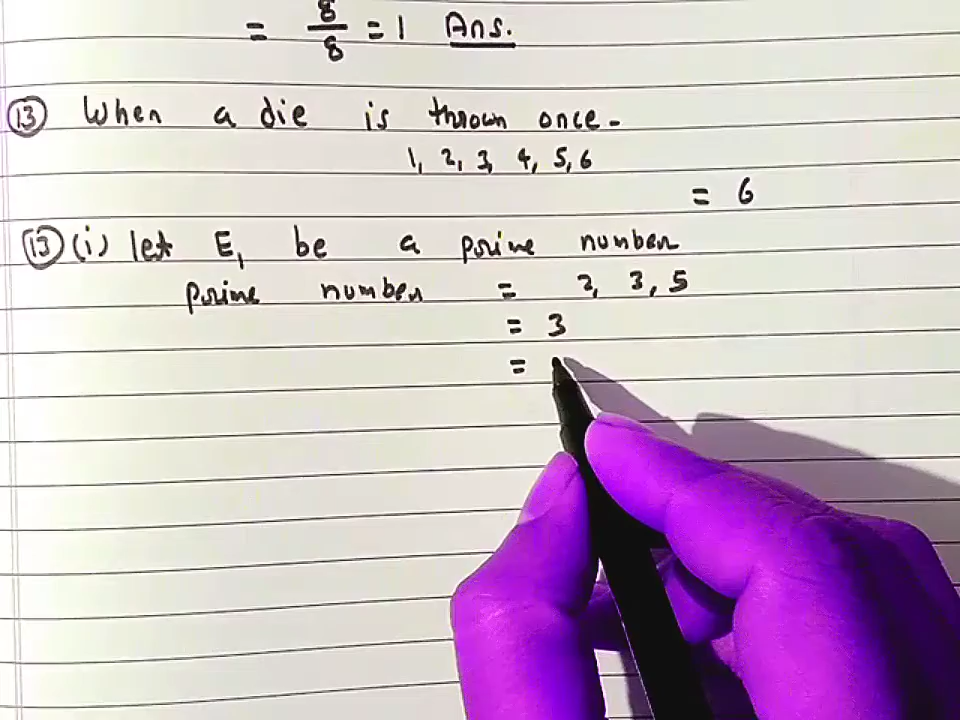 = 8/8 = 1 Ans.
(13) When a die is thrown once.
1, 2, 3, 4, 5, 6
= 6
(13) (i) let E1 be a prime number
prime number = 2, 3, 5
= 3
=